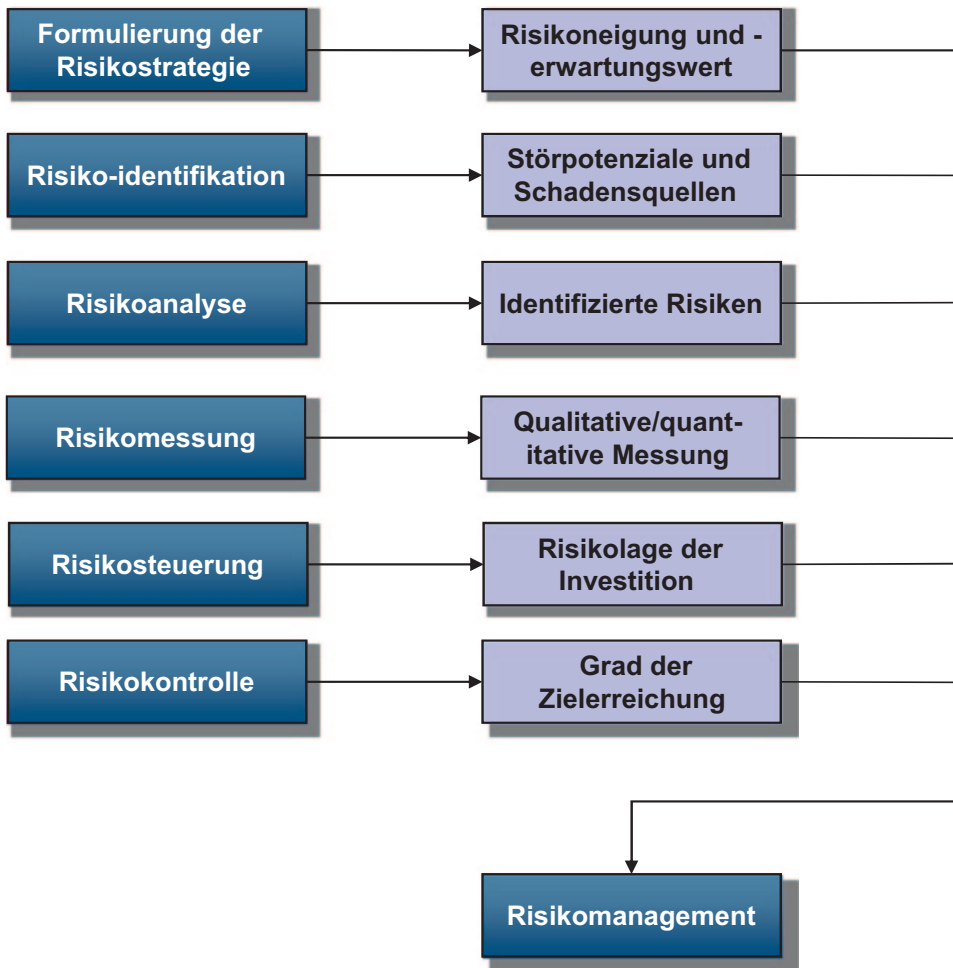 Formulierung der
Risikostrategie
Risikoneigung und -
erwartungswert
Risiko-identifikation
Störpotenziale und
Schadensquellen
Risikoanalyse
Identifizierte Risiken
Risikomessung
Qualitative/quant-
itative Messung
Risikosteuerung
Risikolage der
Investition
Risikokontrolle
Grad der
Zielerreichung
Risikomanagement